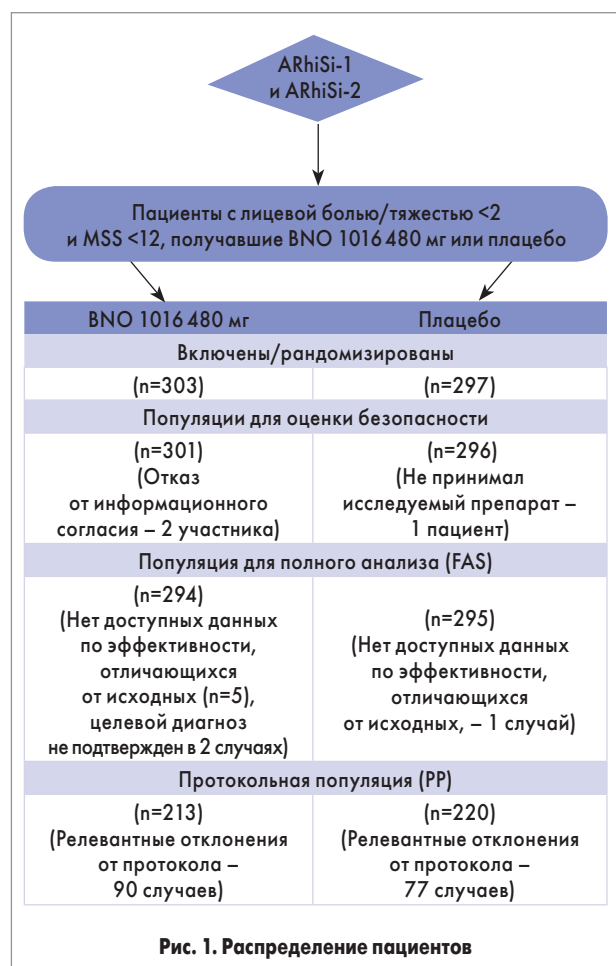 ARhiSi-1
и ARhiSi-2
Пациенты с лицевой болью/тяжестью <2
и MSS <12, получавшие BNO 1016 480 мг или плацебо
BNO 1016 480 мг
Плацебо
Включены/рандомизированы
(n=303)
(n=297)
Популяции для оценки безопасности
(n=301)
(Отказ
от информационного
согласия – 2 участника)
(n=296)
(Не принимал
исследуемый препарат –
1 пациент)
Популяция для полного анализа (FAS)
(n=294)
(Нет доступных данных
по эффективности,
отличающихся
от исходных (n=5),
целевой диагноз
не подтвержден в 2 случаях)
(n=295)
(Нет доступных данных
по эффективности,
отличающихся
от исходных, – 1 случай)
Протокольная популяция (PP)
(n=213)
(Релевантные отклонения
от протокола –
90 случаев)
(n=220)
(Релевантные отклонения
от протокола –
77 случаев)
Рис. 1. Распределение пациентов